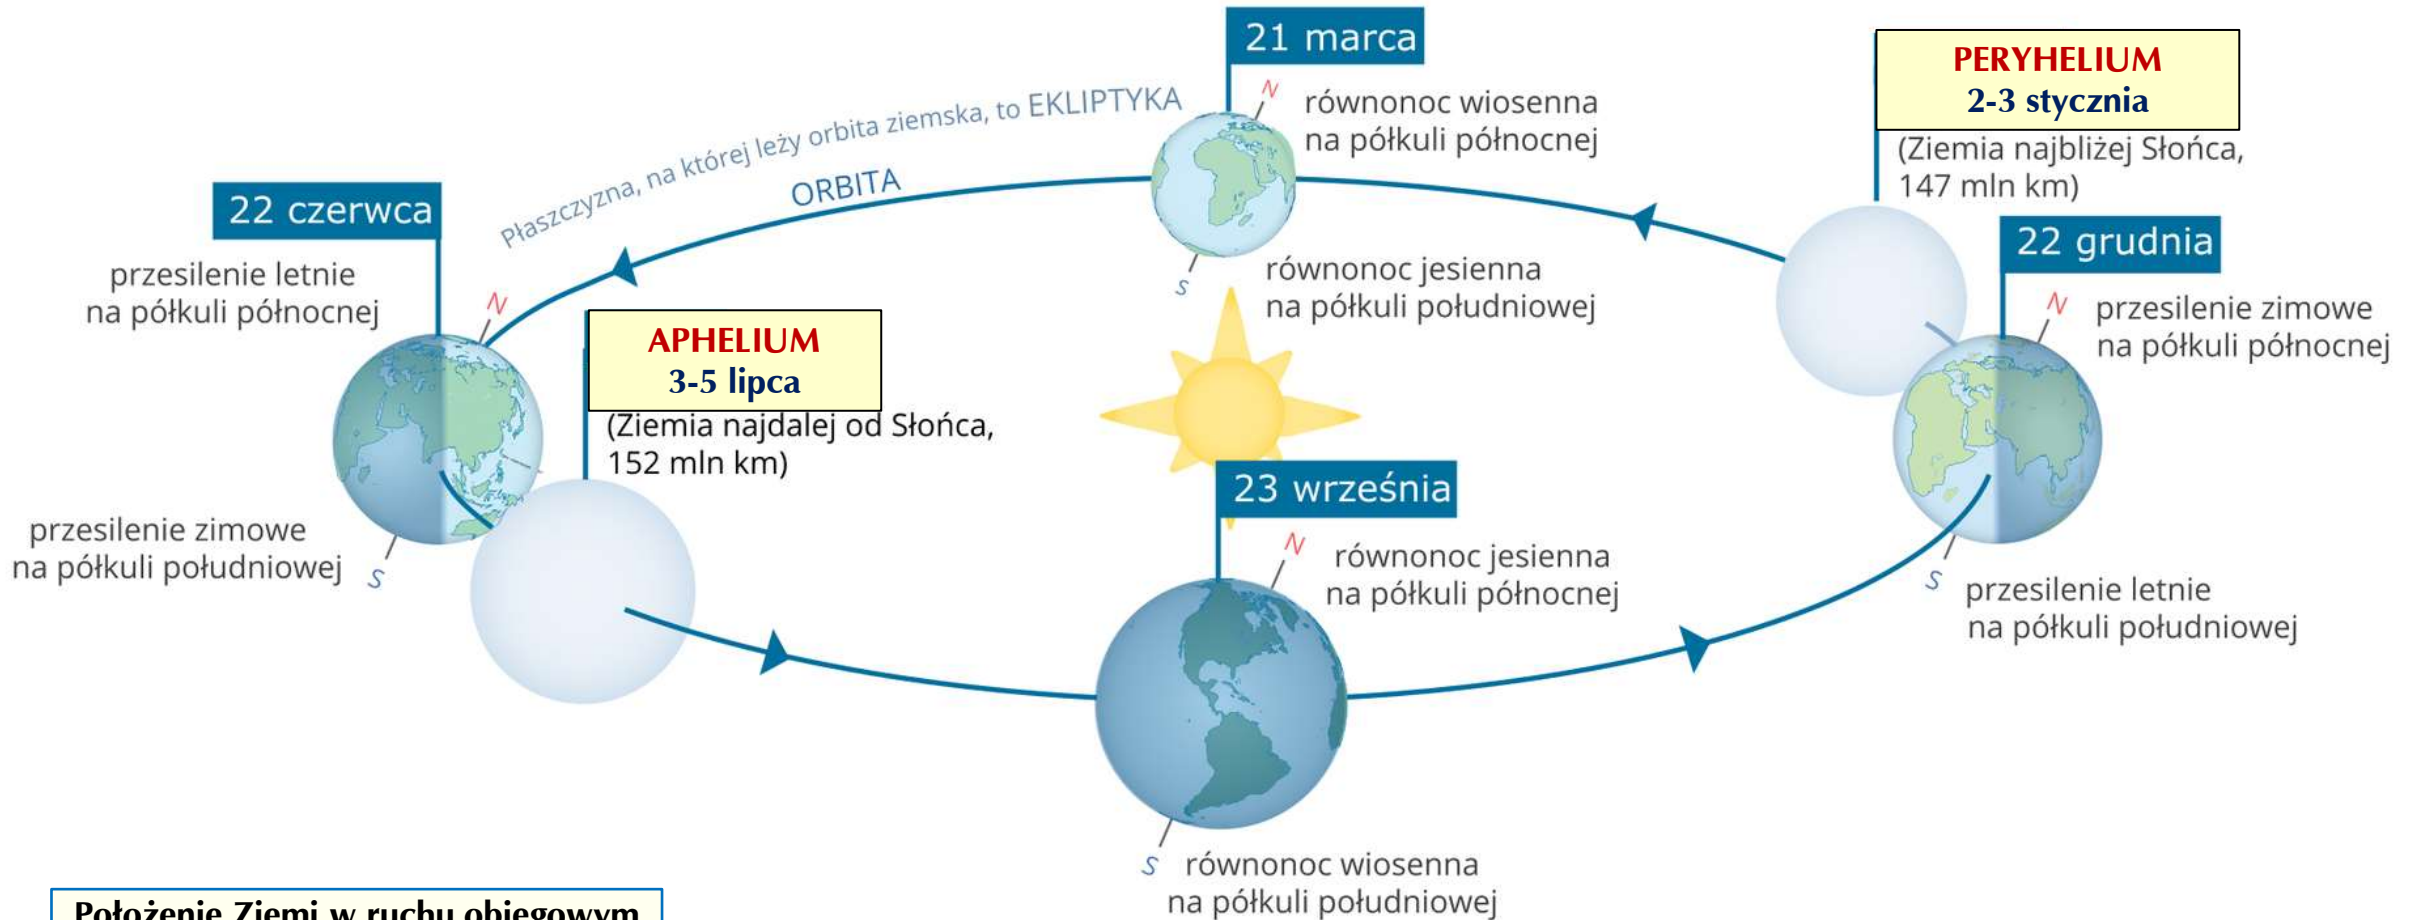 21 marca
N
równonoc wiosenna
na półkuli północnej
równonoc jesienna
na półkuli południowej
S
PERYHELIUM
2-3 stycznia
(Ziemia najbliżej Słońca,
147 mln km)
Płaszczyzna, na której leży orbita ziemska, to EKLIPTYKA
ORBITA
22 czerwca
przesilenie letnie
na półkuli północnej
N
przesilenie zimowe
na półkuli południowej
S
APHELIUM
3-5 lipca
(Ziemia najdalej od Słońca,
152 mln km)
22 grudnia
N
przesilenie zimowe
na półkuli północnej
S
przesilenie letnie
na półkuli południowej
23 września
N
równonoc jesienna
na półkuli północnej
S
równonoc wiosenna
na półkuli południowej
Położenie Ziemi w ruchu obiegowym